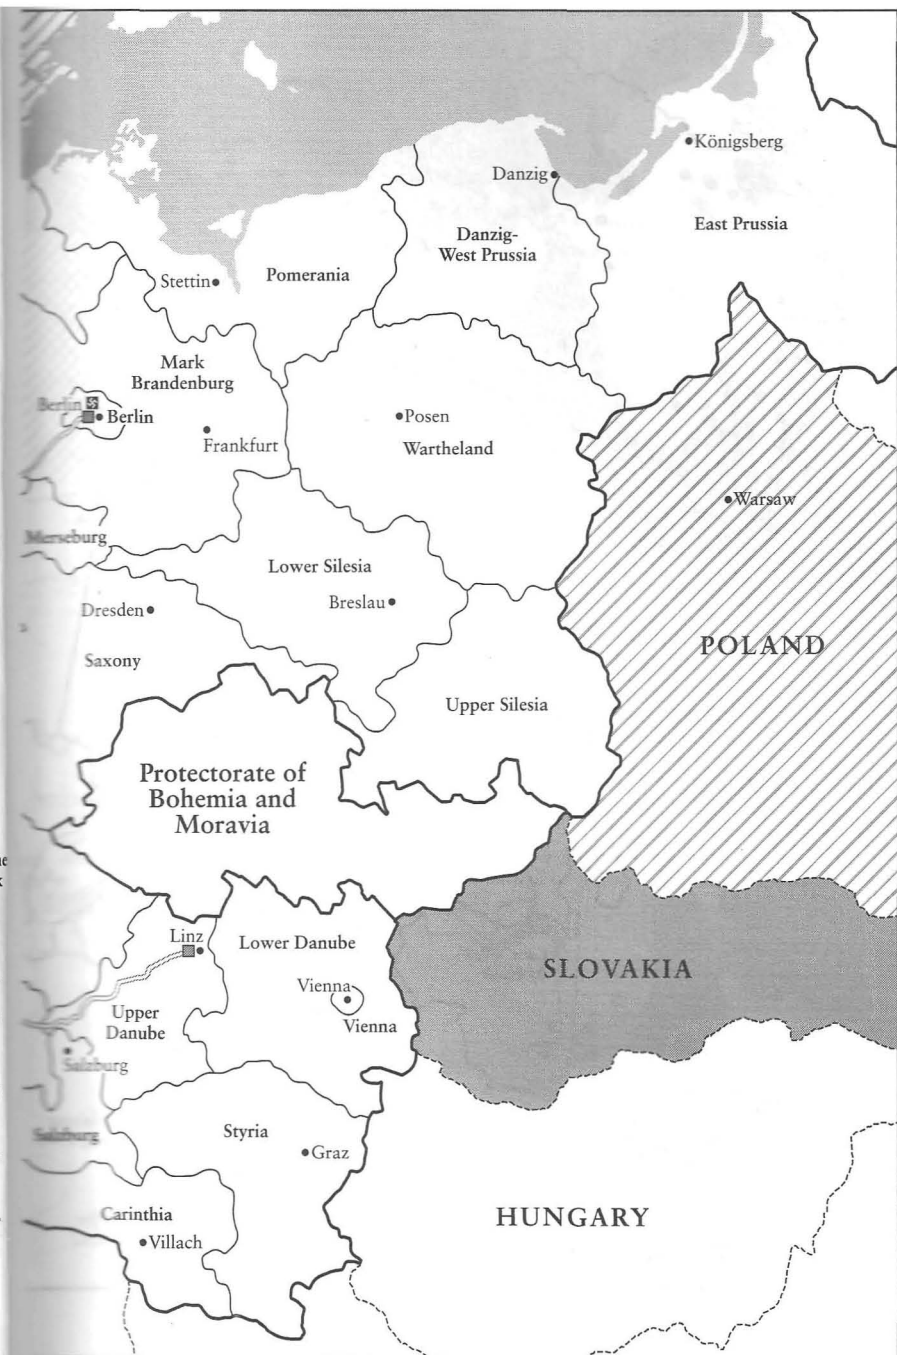 Königsberg
Danzig
East Prussia
Danzig-
West Prussia
Stettin
Pomerania
Mark
Brandenburg
Berlin
Berlin
Posen
Frankfurt
Wartheland
Warsaw
Merseburg
Lower Silesia
Breslau
Dresden
POLAND
Saxony
Upper Silesia
Protectorate of
Bohemia and
Moravia
Linz
Lower Danube
SLOVAKIA
Vienna
Upper
Danube
Vienna
Salzburg
Styria
Salzburg
Graz
Carinthia
HUNGARY
Villach